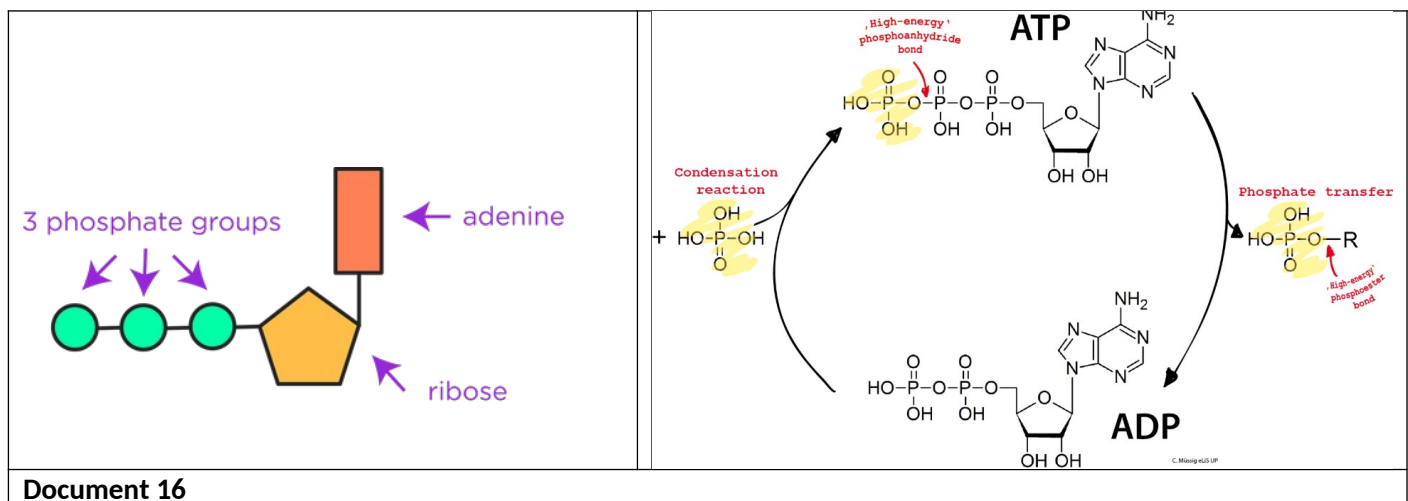 3 phosphate groups
adenine
ribose
‚High-energy'
phosphoanhydride
bond
ATP
NH2
N
N
N
N
O
O
O
HO-P-O-P-O-P-O
OH
OH
OH
O
OH OH
Condensation
reaction
OH
+ HO-P-OH
O
Phosphate transfer
OH
HO-P-O-R
O
‚High-energy'
phosphoester
bond
NH2
N
N
N
N
O
O
HO-P-O-P-O
OH
OH
O
OH OH
ADP
C. Müssig eLiS UP
Document 16